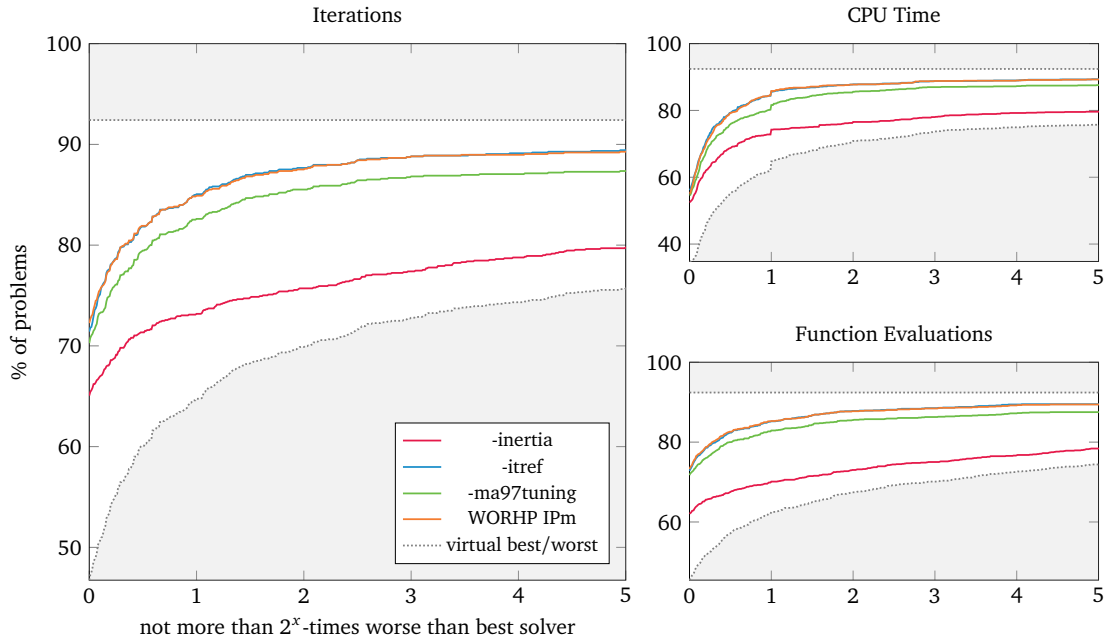 Iterations
100
90
80
70
60
50
% of problems
0 1 2 3 4 5
not more than 2^x-times worse than best solver
-inertia
-itref
-ma97tuning
WORHP IPm
virtual best/worst
CPU Time
100
80
60
40
0 1 2 3 4 5
Function Evaluations
100
80
60
0 1 2 3 4 5